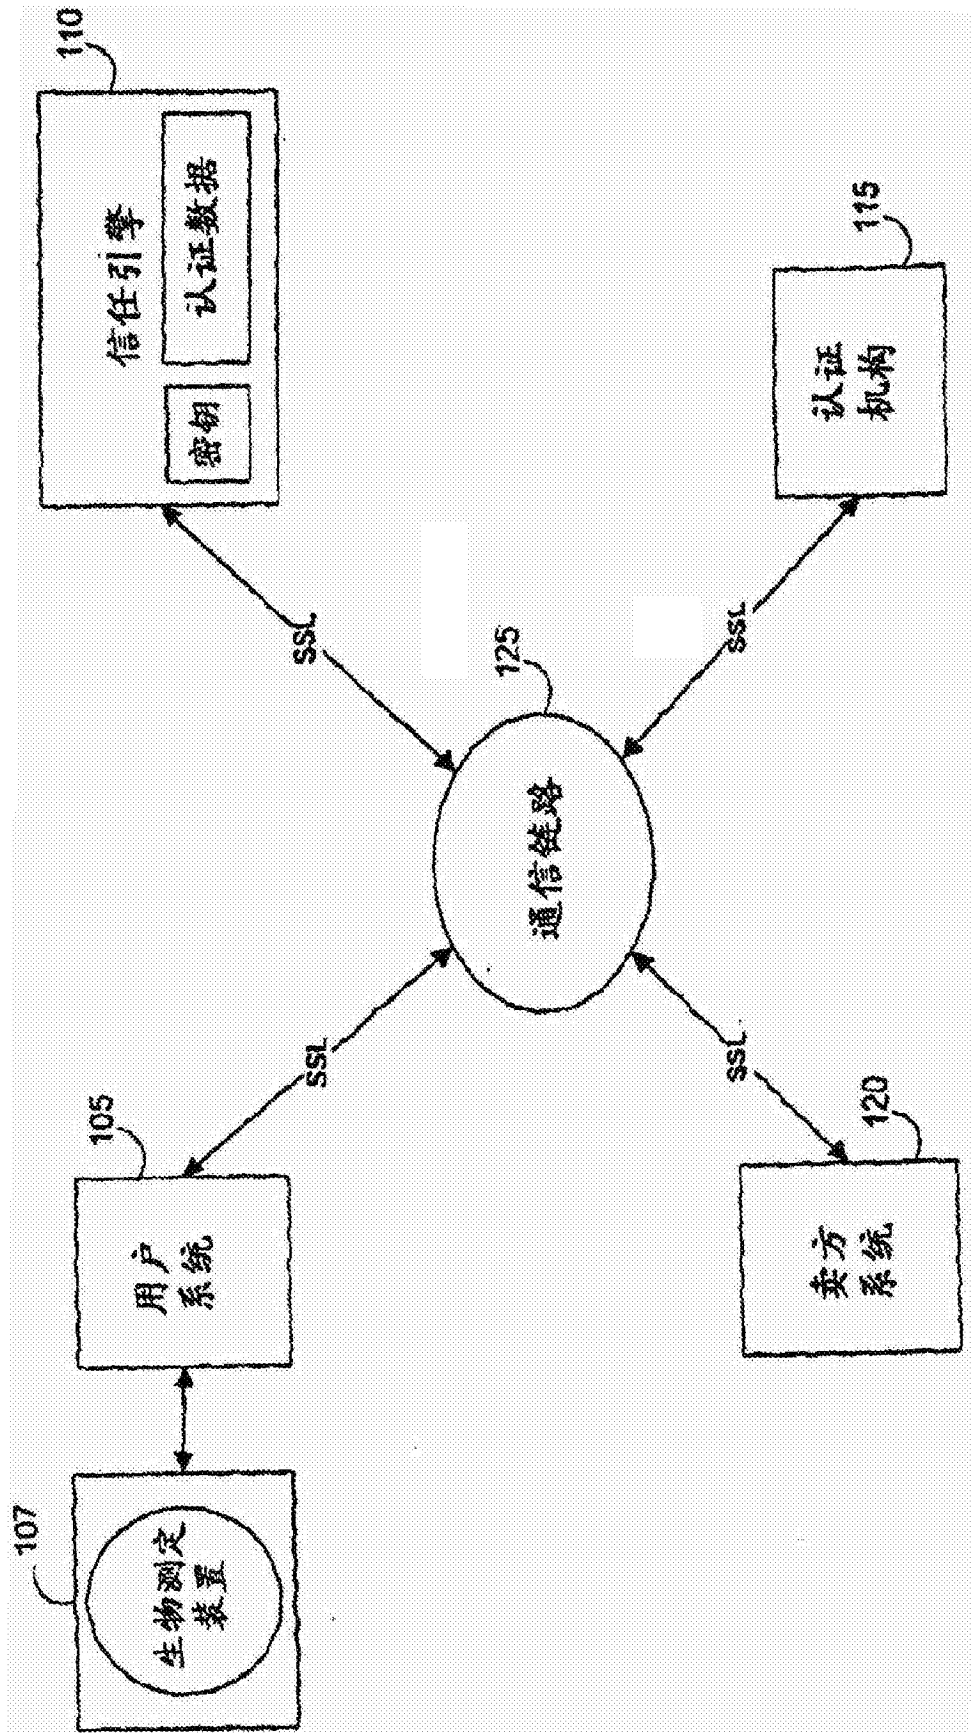 107
生物测定
装置
105
用户
系统
SSL
110
信任引擎
密钥
认证数据
SSL
125
通信链路
SSL
120
卖方
系统
SSL
115
认证
机构